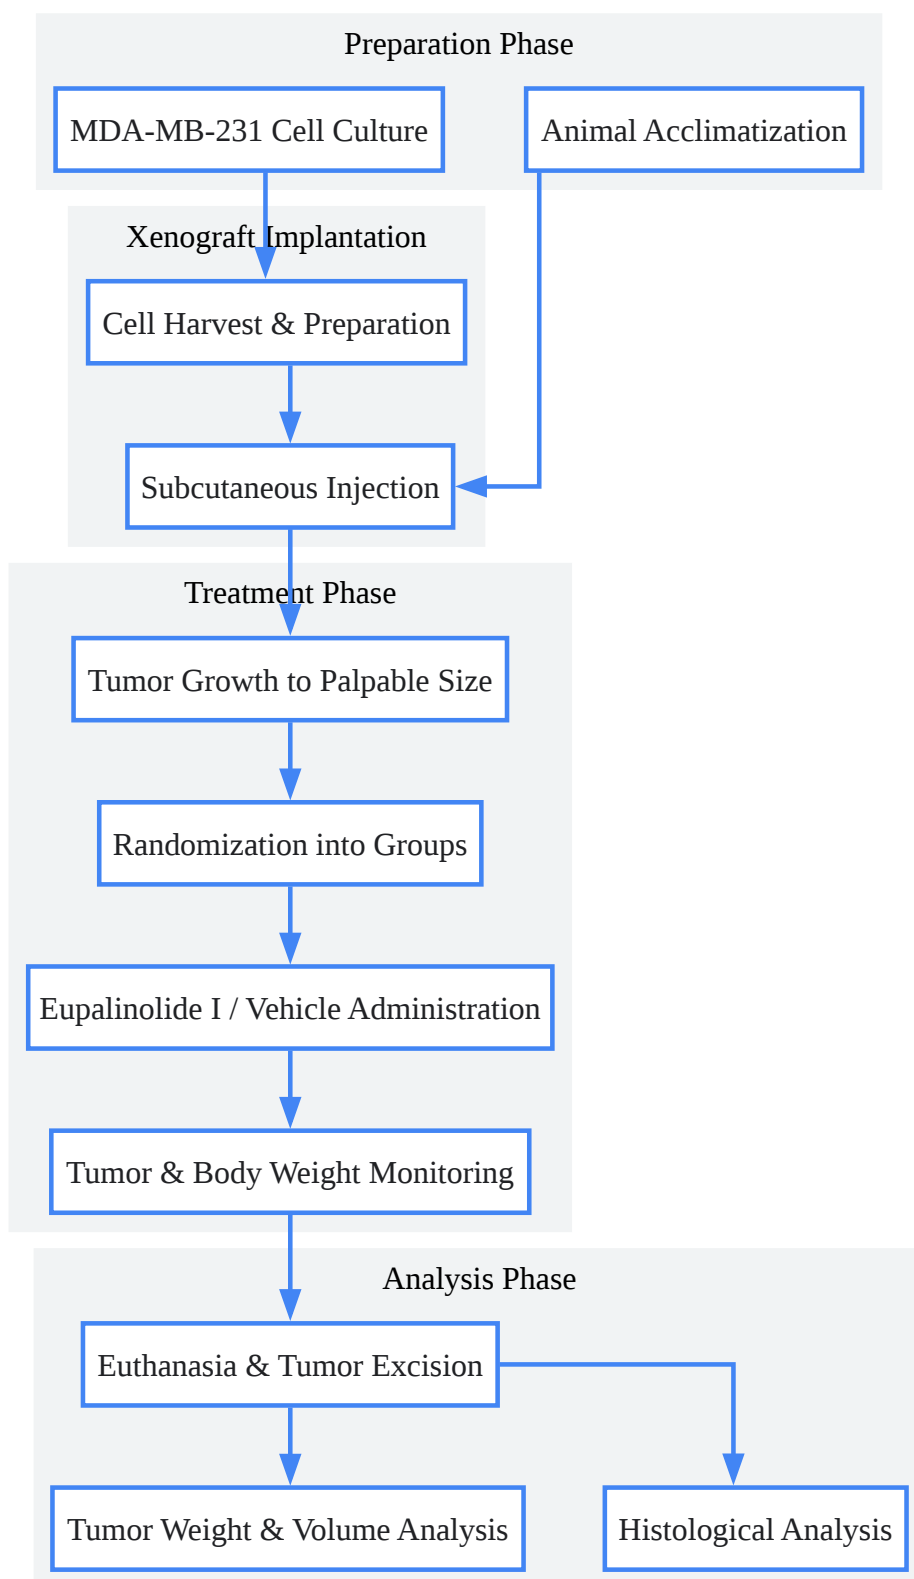 Preparation Phase
MDA-MB-231 Cell Culture
Animal Acclimatization
Xenograft Implantation
Cell Harvest & Preparation
Subcutaneous Injection
Treatment Phase
Tumor Growth to Palpable Size
Randomization into Groups
Eupalinolide I / Vehicle Administration
Tumor & Body Weight Monitoring
Analysis Phase
Euthanasia & Tumor Excision
Tumor Weight & Volume Analysis
Histological Analysis